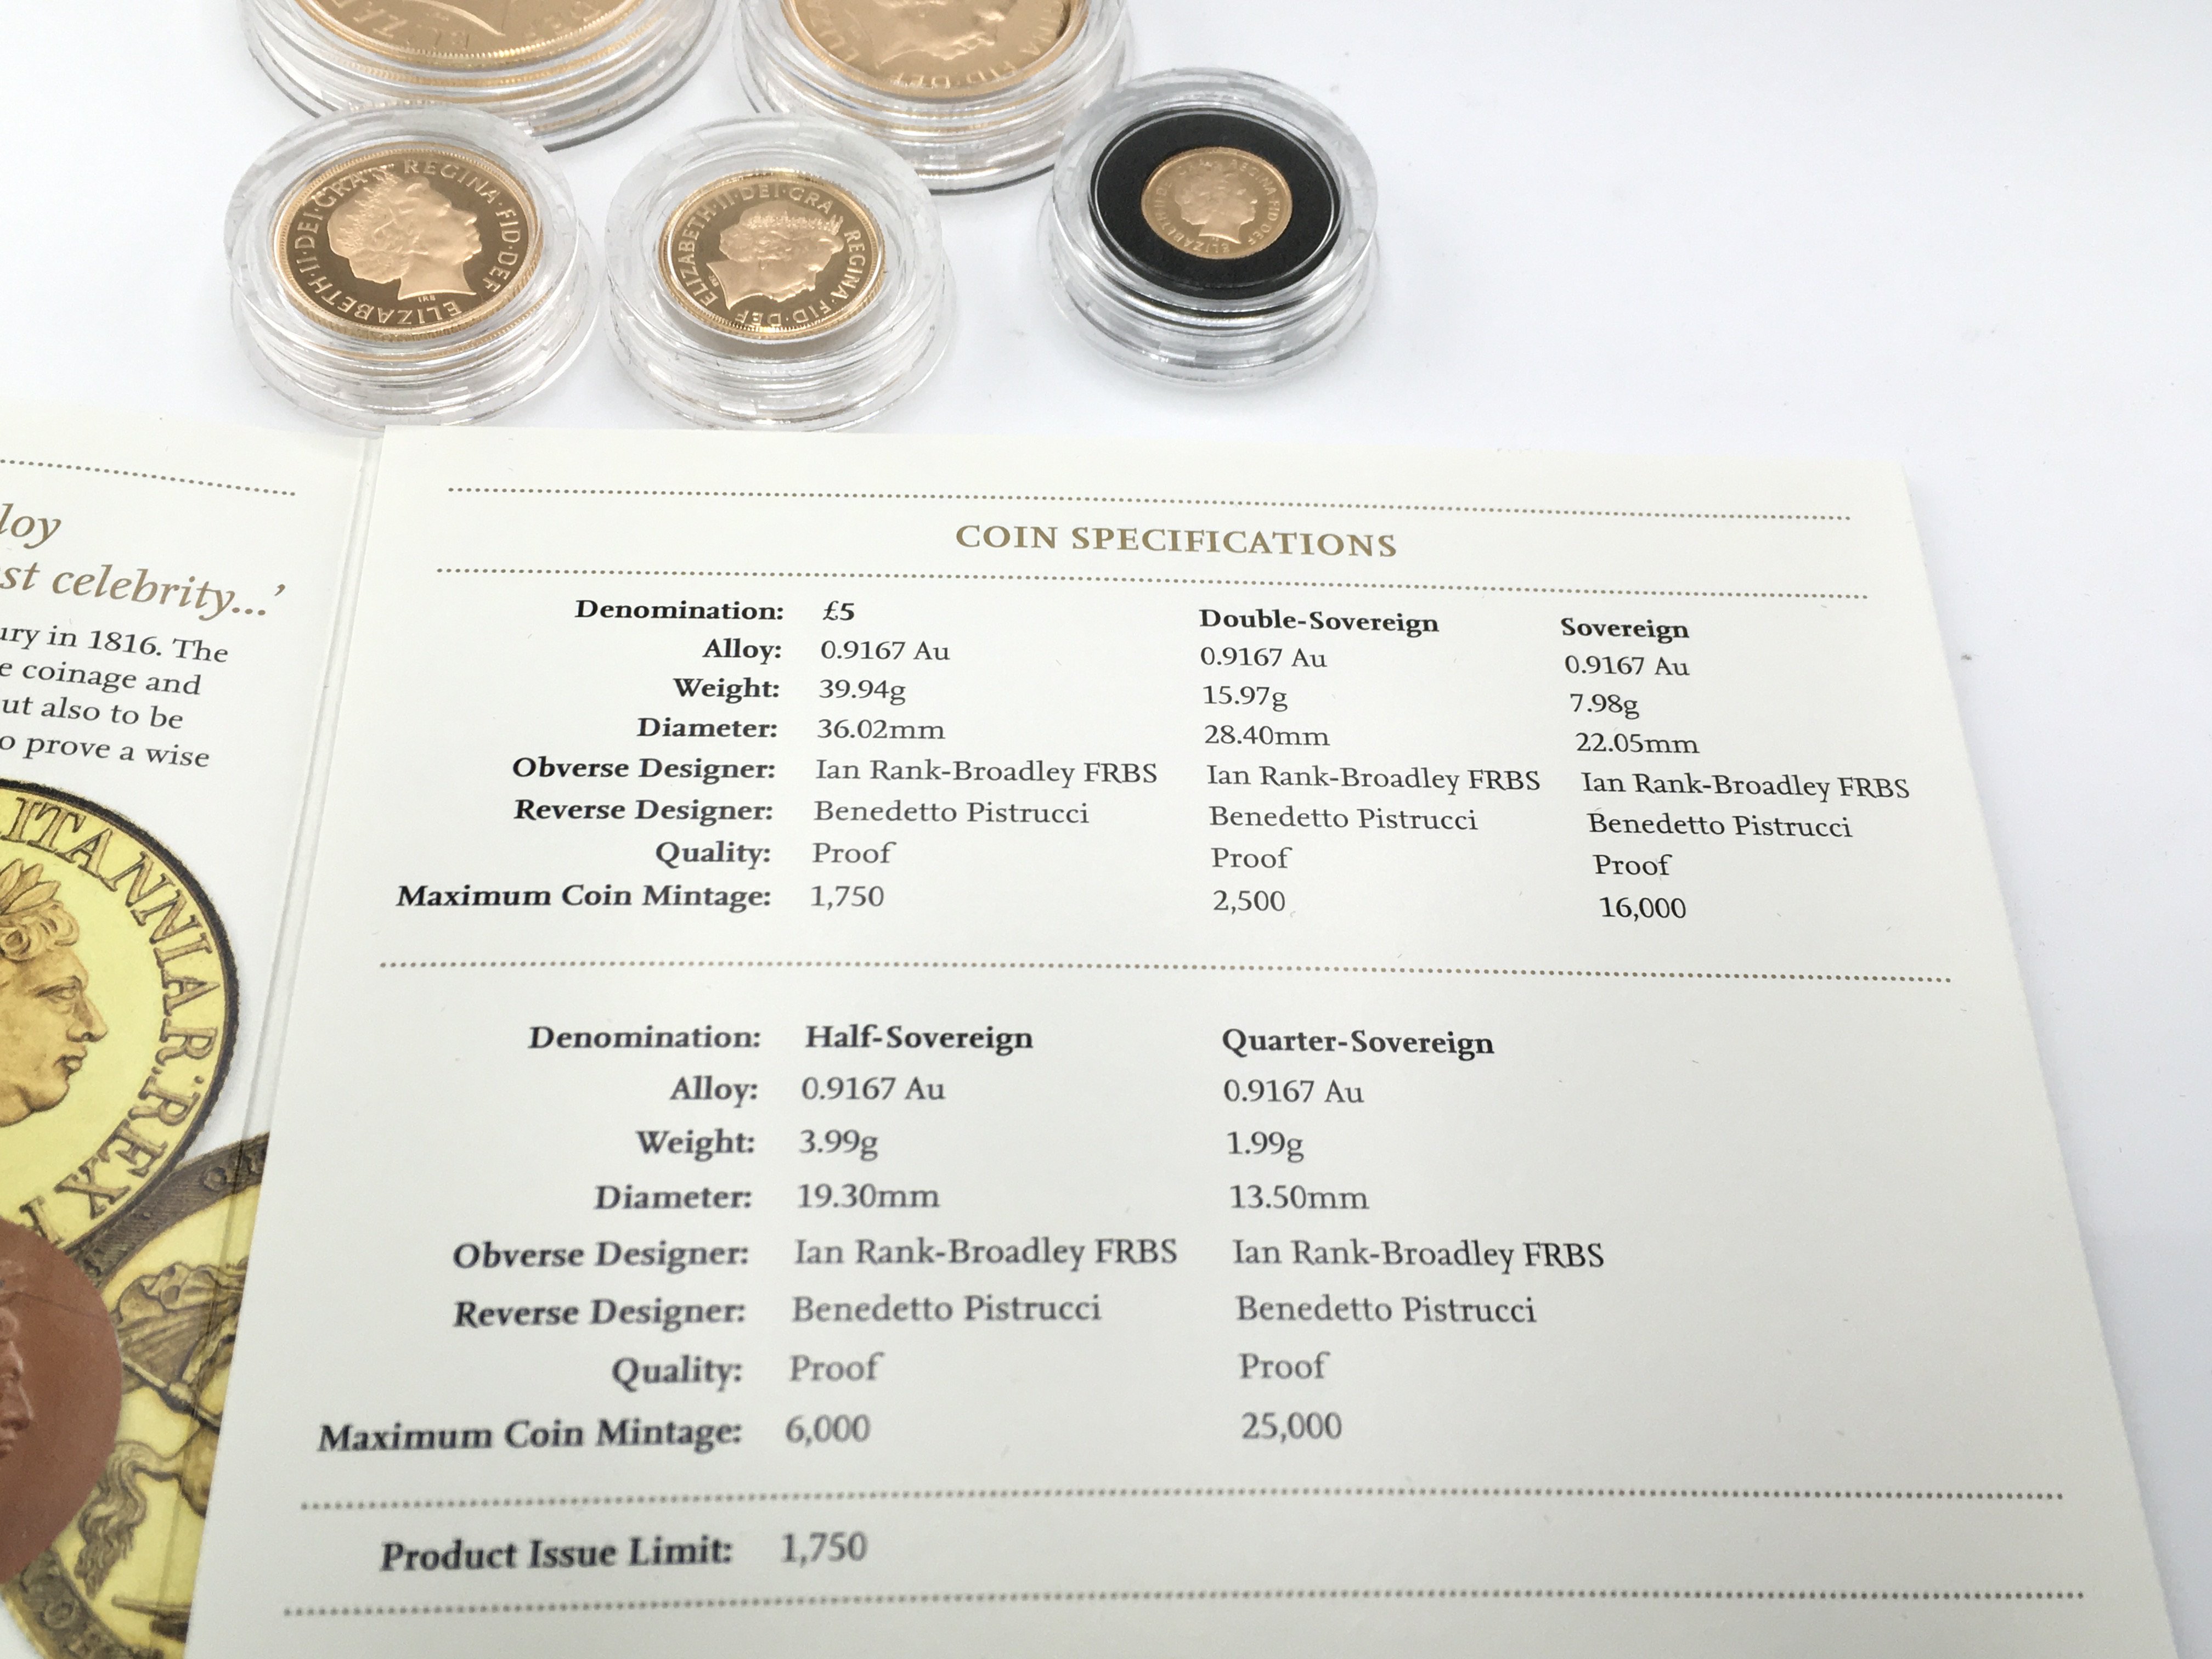 ELIZABETH·II·DEI·GRA REGINA·FID·DEF
IRB
ELIZABETH·II·DEI·GRA REGINA·FID·DEF
loy
st celebrity...’
ury in 1816. The
e coinage and
ut also to be
o prove a wise
ITANNIAR:REX F
COIN SPECIFICATIONS
Denomination: £5 Double-Sovereign Sovereign
Alloy: 0.9167 Au 0.9167 Au 0.9167 Au
Weight: 39.94g 15.97g 7.98g
Diameter: 36.02mm 28.40mm 22.05mm
Obverse Designer: Ian Rank-Broadley FRBS Ian Rank-Broadley FRBS Ian Rank-Broadley FRBS
Reverse Designer: Benedetto Pistrucci Benedetto Pistrucci Benedetto Pistrucci
Quality: Proof Proof Proof
Maximum Coin Mintage: 1,750 2,500 16,000
Denomination: Half-Sovereign Quarter-Sovereign
Alloy: 0.9167 Au 0.9167 Au
Weight: 3.99g 1.99g
Diameter: 19.30mm 13.50mm
Obverse Designer: Ian Rank-Broadley FRBS Ian Rank-Broadley FRBS
Reverse Designer: Benedetto Pistrucci Benedetto Pistrucci
Quality: Proof Proof
Maximum Coin Mintage: 6,000 25,000
Product Issue Limit: 1,750